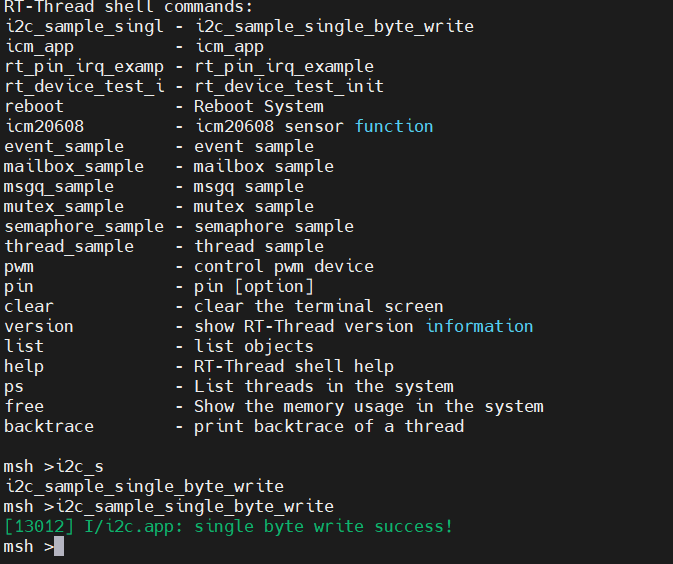 RT-Thread shell commands:
i2c_sample_singl - i2c_sample_single_byte_write
icm_app          - icm_app
rt_pin_irq_examp - rt_pin_irq_example
rt_device_test_i - rt_device_test_init
reboot           - Reboot System
icm20608         - icm20608 sensor function
event_sample     - event sample
mailbox_sample   - mailbox sample
msgq_sample      - msgq sample
mutex_sample     - mutex sample
semaphore_sample - semaphore sample
thread_sample    - thread sample
pwm              - control pwm device
pin              - pin [option]
clear            - clear the terminal screen
version          - show RT-Thread version information
list             - list objects
help             - RT-Thread shell help
ps               - List threads in the system
free             - Show the memory usage in the system
backtrace        - print backtrace of a thread
msh >i2c_s
i2c_sample_single_byte_write
msh >i2c_sample_single_byte_write
[13012] I/i2c.app: single byte write success!
msh >